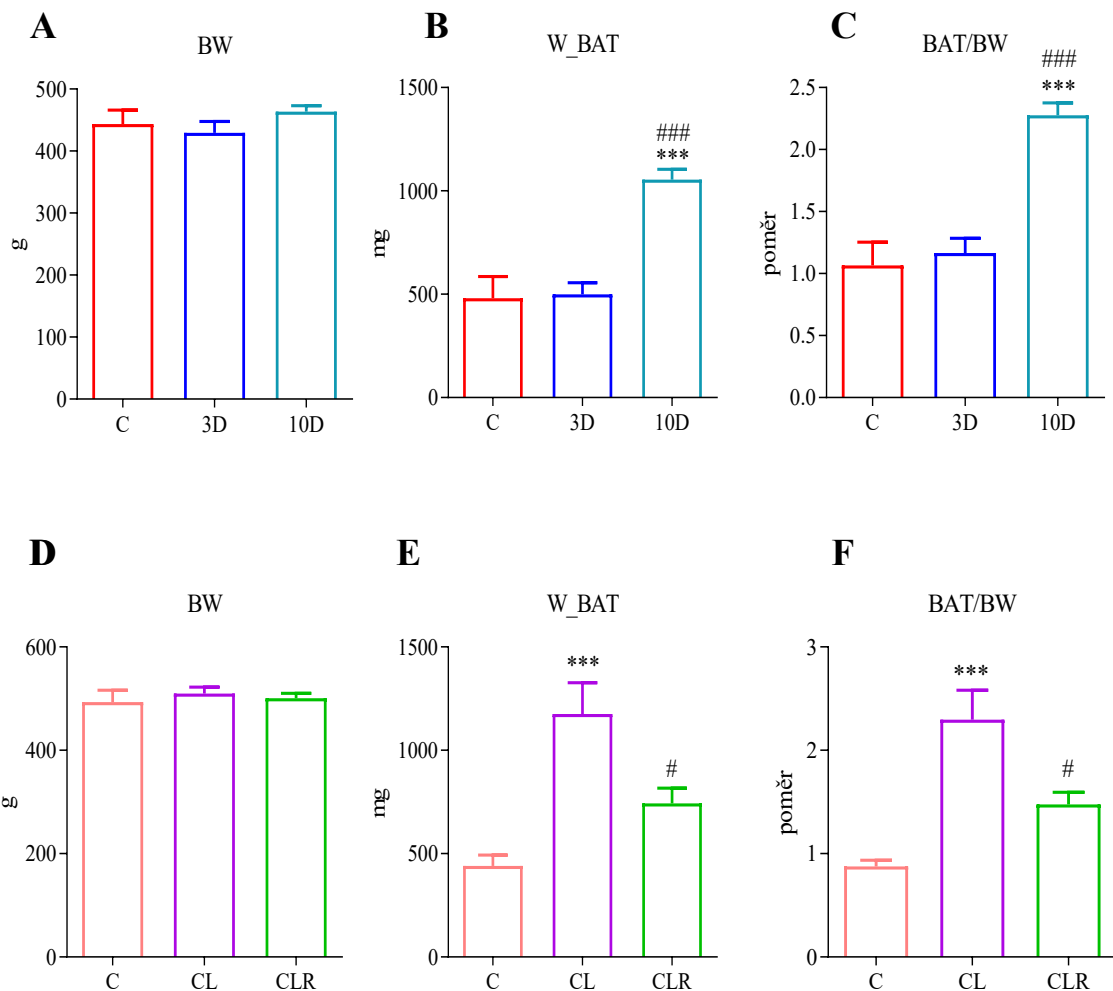 A
BW
g
500
400
300
200
100
0
C 3D 10D
B
W_BAT
mg
1500
1000
500
0
###
***
C 3D 10D
C
BAT/BW
poměr
2.5
2.0
1.5
1.0
0.5
0.0
###
***
C 3D 10D
D
BW
g
600
400
200
0
C CL CLR
E
W_BAT
mg
1500
1000
500
0
***
#
C CL CLR
F
BAT/BW
poměr
3
2
1
0
***
#
C CL CLR